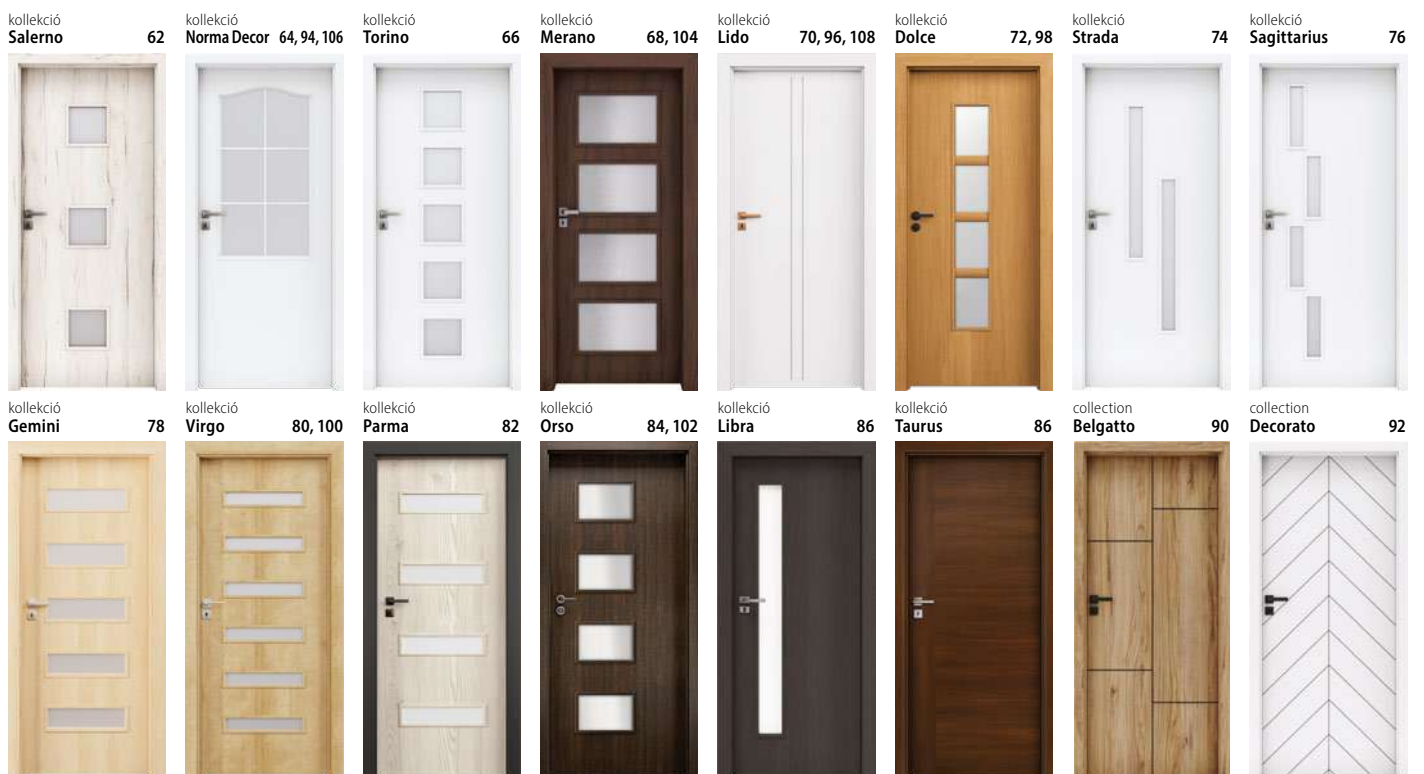 kollekció
Salerno 62
kollekció
Norma Decor 64, 94, 106
kollekció
Torino 66
kollekció
Merano 68, 104
kollekció
Lido 70, 96, 108
kollekció
Dolce 72, 98
kollekció
Strada 74
kollekció
Sagittarius 76
kollekció
Gemini 78
kollekció
Virgo 80, 100
kollekció
Parma 82
kollekció
Orso 84, 102
kollekció
Libra 86
kollekció
Taurus 86
collection
Belgatto 90
collection
Decorato 92